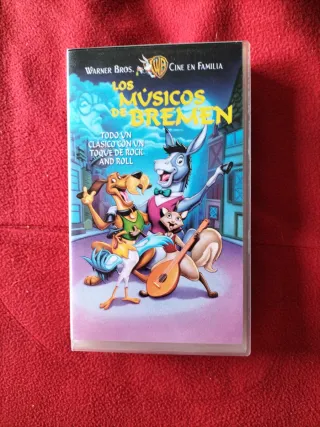 WARNER BROS. WB CINE EN FAMILIA
LOS
MÚSICOS
DE BREMEN
TODO UN
CLÁSICO CON UN
TOQUE DE ROCK
AND ROLL